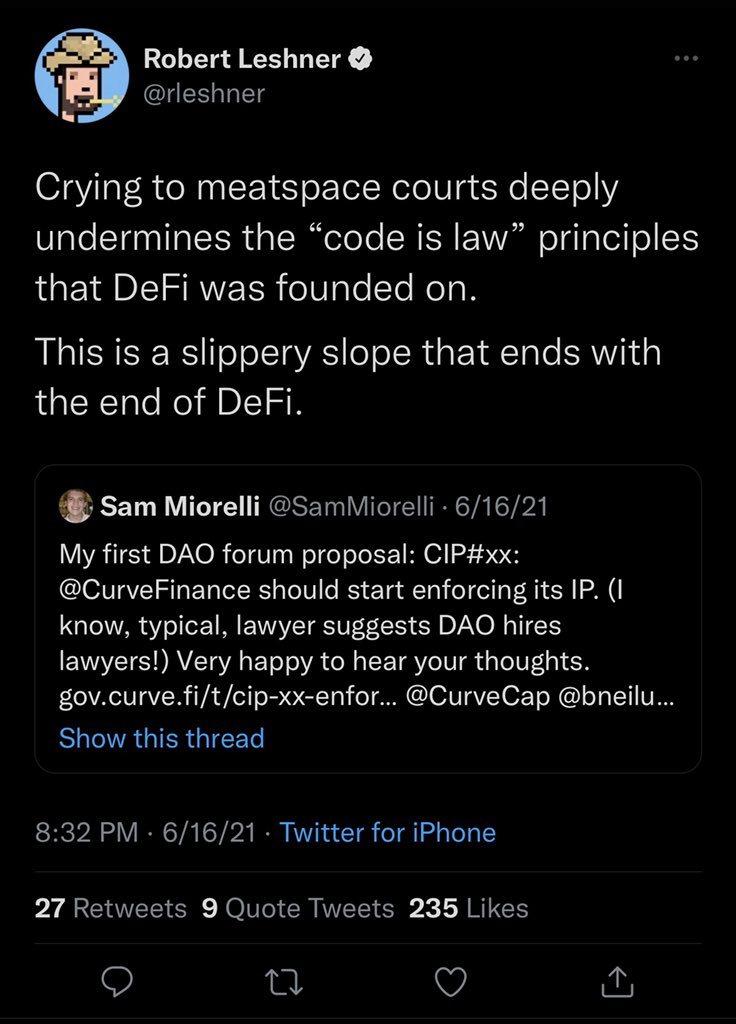 Robert Leshner
@rleshner
Crying to meatspace courts deeply
undermines the “code is law” principles
that DeFi was founded on.
This is a slippery slope that ends with
the end of DeFi.
Sam Miorelli @SamMiorelli · 6/16/21
My first DAO forum proposal: CIP#xx:
@CurveFinance should start enforcing its IP. (I
know, typical, lawyer suggests DAO hires
lawyers!) Very happy to hear your thoughts.
gov.curve.fi/t/cip-xx-enfor... @CurveCap @bneilu...
Show this thread
8:32 PM · 6/16/21 · Twitter for iPhone
27 Retweets 9 Quote Tweets 235 Likes